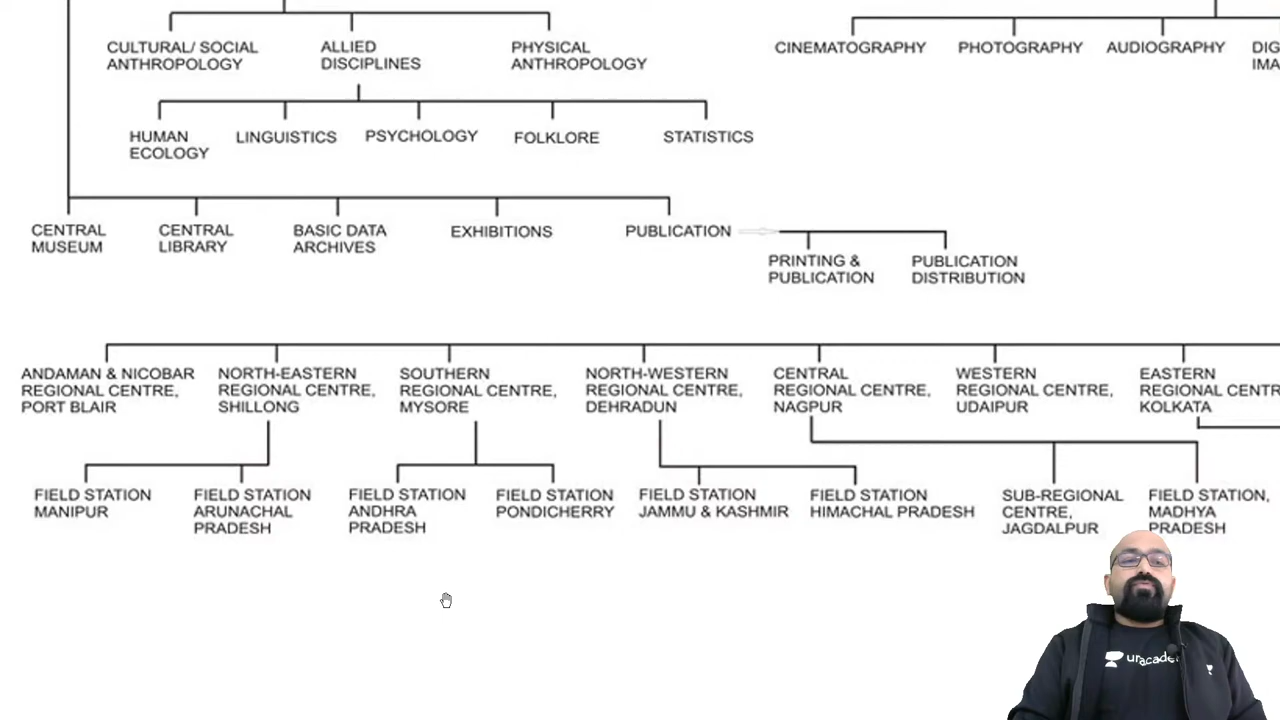 CULTURAL/ SOCIAL
ANTHROPOLOGY
ALLIED
DISCIPLINES
PHYSICAL
ANTHROPOLOGY
CINEMATOGRAPHY
PHOTOGRAPHY
AUDIOGRAPHY
DIG
IMA
HUMAN
ECOLOGY
LINGUISTICS
PSYCHOLOGY
FOLKLORE
STATISTICS
CENTRAL
MUSEUM
CENTRAL
LIBRARY
BASIC DATA
ARCHIVES
EXHIBITIONS
PUBLICATION
PRINTING &
PUBLICATION
PUBLICATION
DISTRIBUTION
ANDAMAN & NICOBAR
REGIONAL CENTRE,
PORT BLAIR
NORTH-EASTERN
REGIONAL CENTRE,
SHILLONG
SOUTHERN
REGIONAL CENTRE,
MYSORE
NORTH-WESTERN
REGIONAL CENTRE,
DEHRADUN
CENTRAL
REGIONAL CENTRE,
NAGPUR
WESTERN
REGIONAL CENTRE,
UDAIPUR
EASTERN
REGIONAL CENTR
KOLKATA
FIELD STATION
MANIPUR
FIELD STATION
ARUNACHAL
PRADESH
FIELD STATION
ANDHRA
PRADESH
FIELD STATION
PONDICHERRY
FIELD STATION
JAMMU & KASHMIR
FIELD STATION
HIMACHAL PRADESH
SUB-REGIONAL
CENTRE,
JAGDALPUR
FIELD STATION,
MADHYA
PRADESH